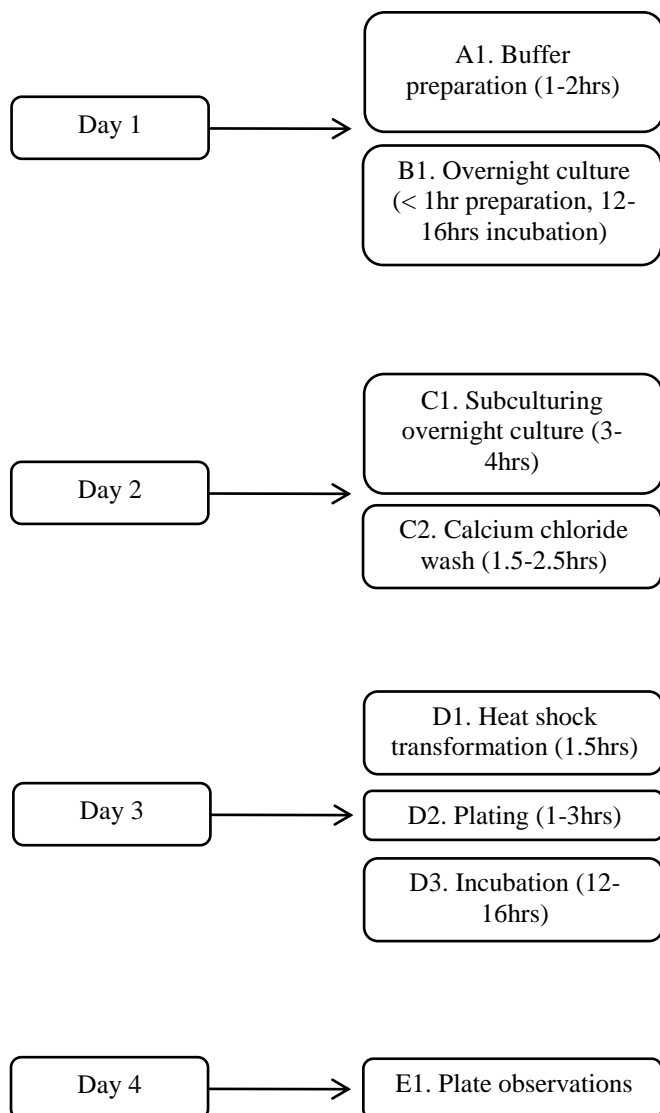 Day 1
A1. Buffer
preparation (1-2hrs)
B1. Overnight culture
(< 1hr preparation, 12-
16hrs incubation)
Day 2
C1. Subculturing
overnight culture (3-
4hrs)
C2. Calcium chloride
wash (1.5-2.5hrs)
Day 3
D1. Heat shock
transformation (1.5hrs)
D2. Plating (1-3hrs)
D3. Incubation (12-
16hrs)
Day 4
E1. Plate observations